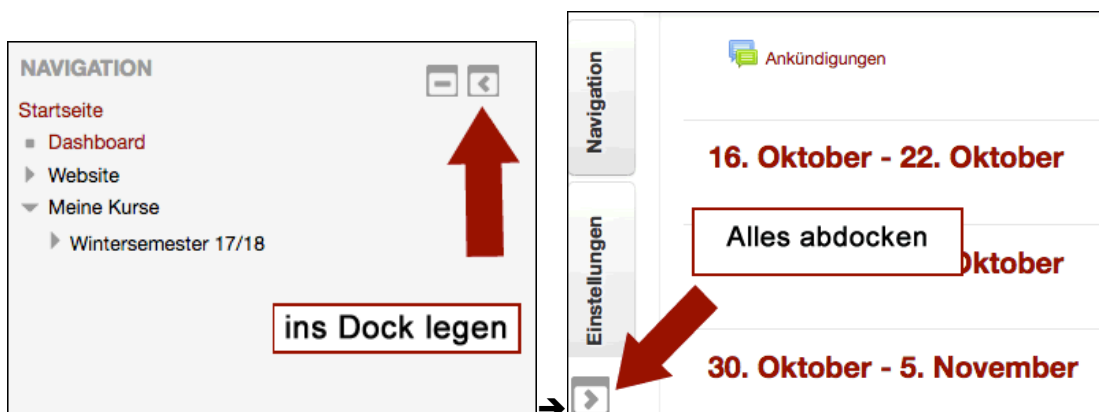 NAVIGATION
Startseite
Dashboard
Website
Meine Kurse
Wintersemester 17/18
ins Dock legen
Navigation
Einstellungen
Ankündigungen
16. Oktober - 22. Oktober
Alles abdocken
Oktober
30. Oktober - 5. November